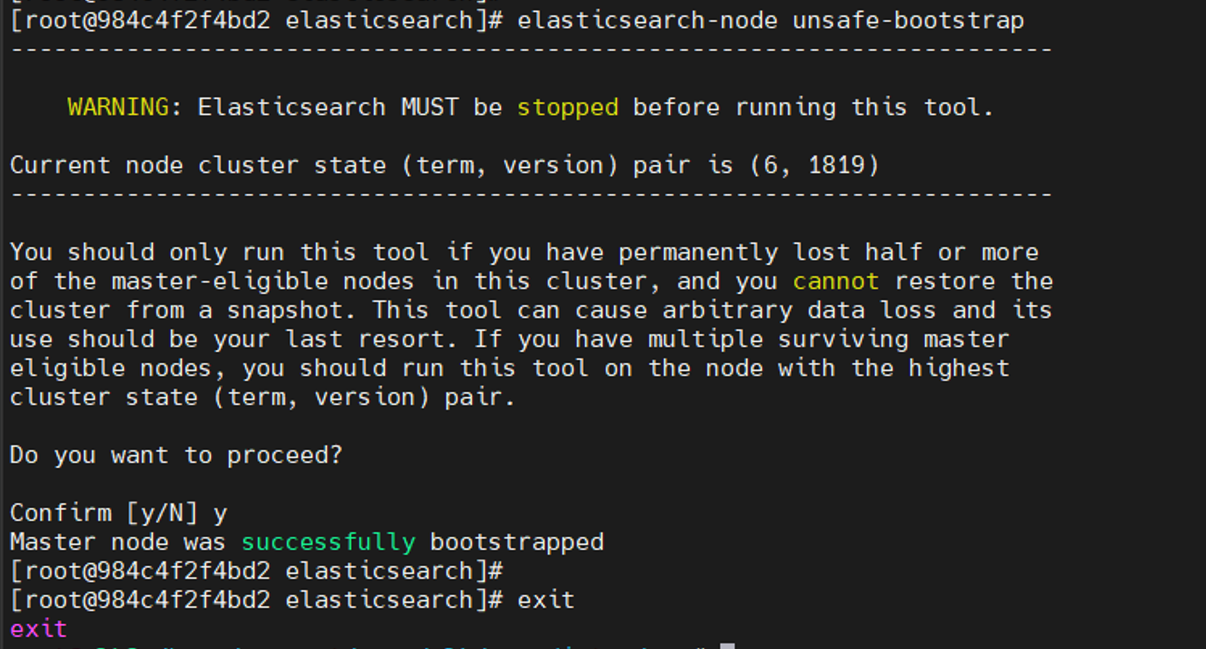 [root@984c4f2f4bd2 elasticsearch]# elasticsearch-node unsafe-bootstrap
------------------------------------------------------------------------
WARNING: Elasticsearch MUST be stopped before running this tool.
Current node cluster state (term, version) pair is (6, 1819)
------------------------------------------------------------------------
You should only run this tool if you have permanently lost half or more
of the master-eligible nodes in this cluster, and you cannot restore the
cluster from a snapshot. This tool can cause arbitrary data loss and its
use should be your last resort. If you have multiple surviving master
eligible nodes, you should run this tool on the node with the highest
cluster state (term, version) pair.
Do you want to proceed?
Confirm [y/N] y
Master node was successfully bootstrapped
[root@984c4f2f4bd2 elasticsearch]#
[root@984c4f2f4bd2 elasticsearch]# exit
exit